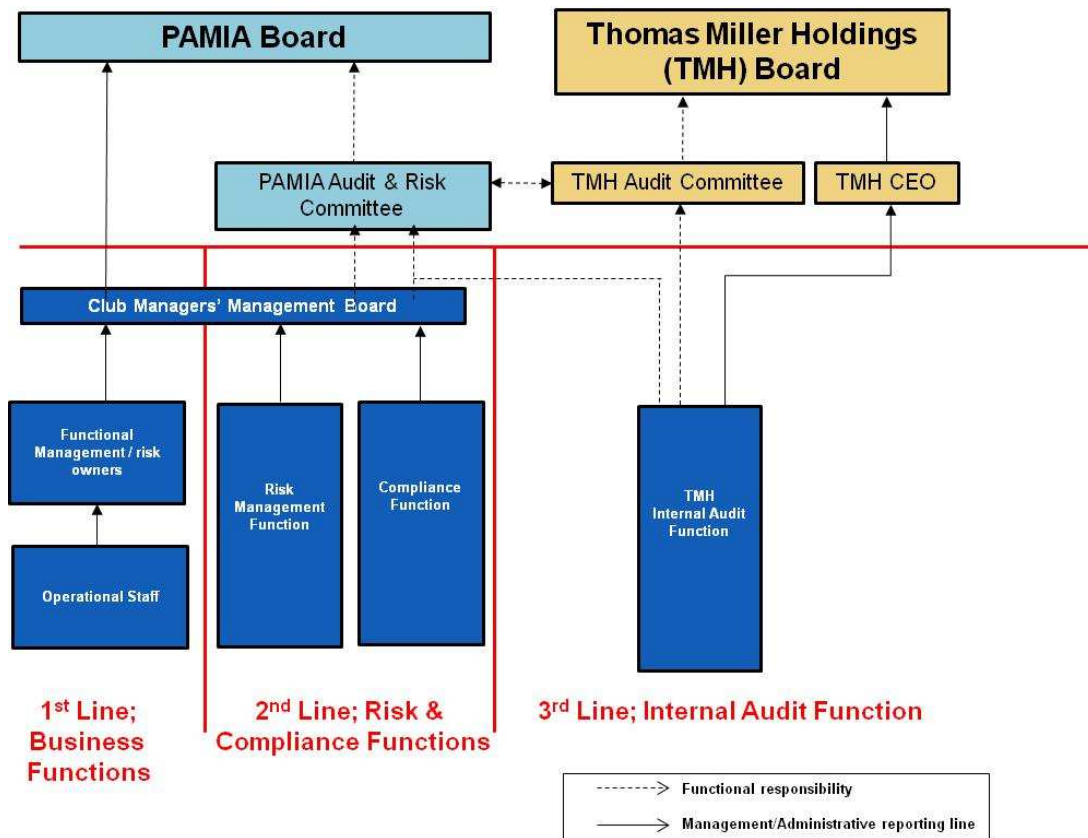 PAMIA Board
Thomas Miller Holdings
(TMH) Board
PAMIA Audit & Risk
Committee
TMH Audit Committee
TMH CEO
Club Managers’ Management Board
Functional
Management / risk
owners
Risk
Management
Function
Compliance
Function
TMH
Internal Audit
Function
Operational Staff
1st Line;
Business
Functions
2nd Line; Risk &
Compliance Functions
3rd Line; Internal Audit Function
Functional responsibility
Management/Administrative reporting line